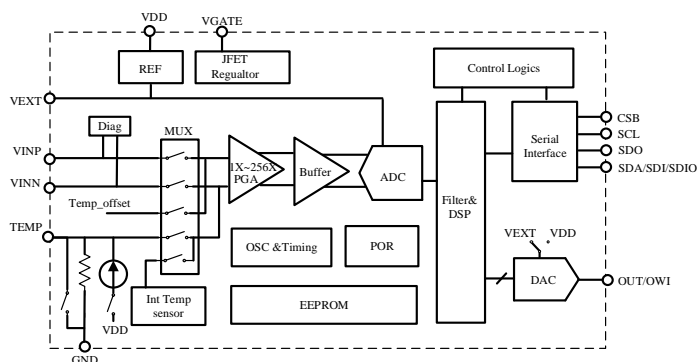 VDD
VGATE
REF
JFET
Regualtor
Control Logics
VEXT
Diag
MUX
CSB
SCL
SDO
SDA/SDI/SDIO
Serial
Interface
VINP
VINN
1X~256X
PGA
Buffer
ADC
Temp_offset
Filter&
DSP
TEMP
OSC &Timing
POR
VEXT
VDD
DAC
OUT/OWI
Int Temp
sensor
EEPROM
VDD
GND